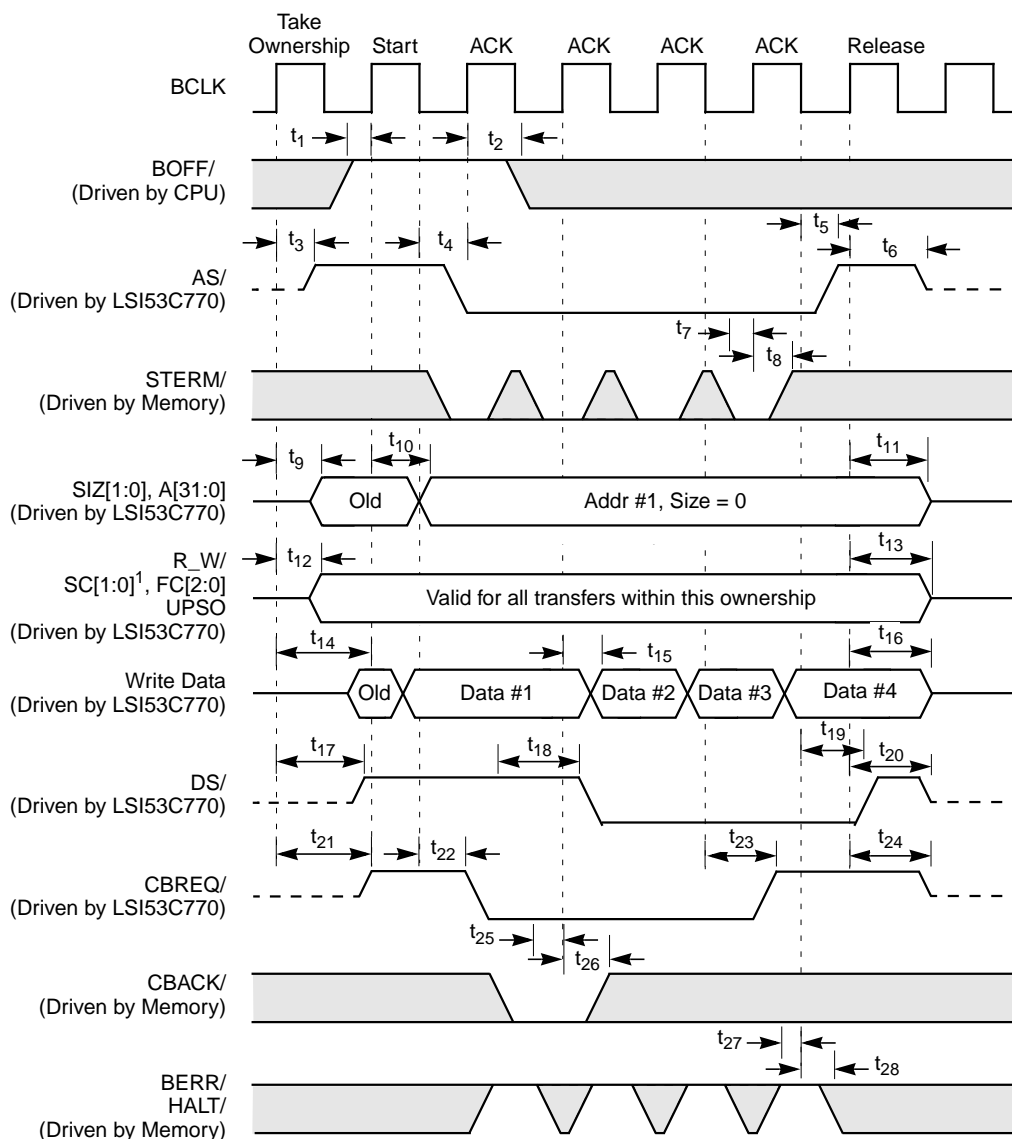 Take
Ownership Start ACK ACK ACK ACK Release
BCLK
t1 t2
BOFF/
(Driven by CPU)
t3 t4 t5 t6
AS/
(Driven by LSI53C770)
t7 t8
STERM/
(Driven by Memory)
t9 t10 t11
SIZ[1:0], A[31:0]
(Driven by LSI53C770)
Old Addr #1, Size = 0
R_W/
SC[1:0]1, FC[2:0]
UPSO
(Driven by LSI53C770)
t12 t13
Valid for all transfers within this ownership
t14 t15 t16
Write Data
(Driven by LSI53C770)
Old Data #1 Data #2 Data #3 Data #4
t17 t18 t19 t20
DS/
(Driven by LSI53C770)
t21 t22 t23 t24
CBREQ/
(Driven by LSI53C770)
t25 t26
CBACK/
(Driven by Memory)
t27 t28
BERR/
HALT/
(Driven by Memory)